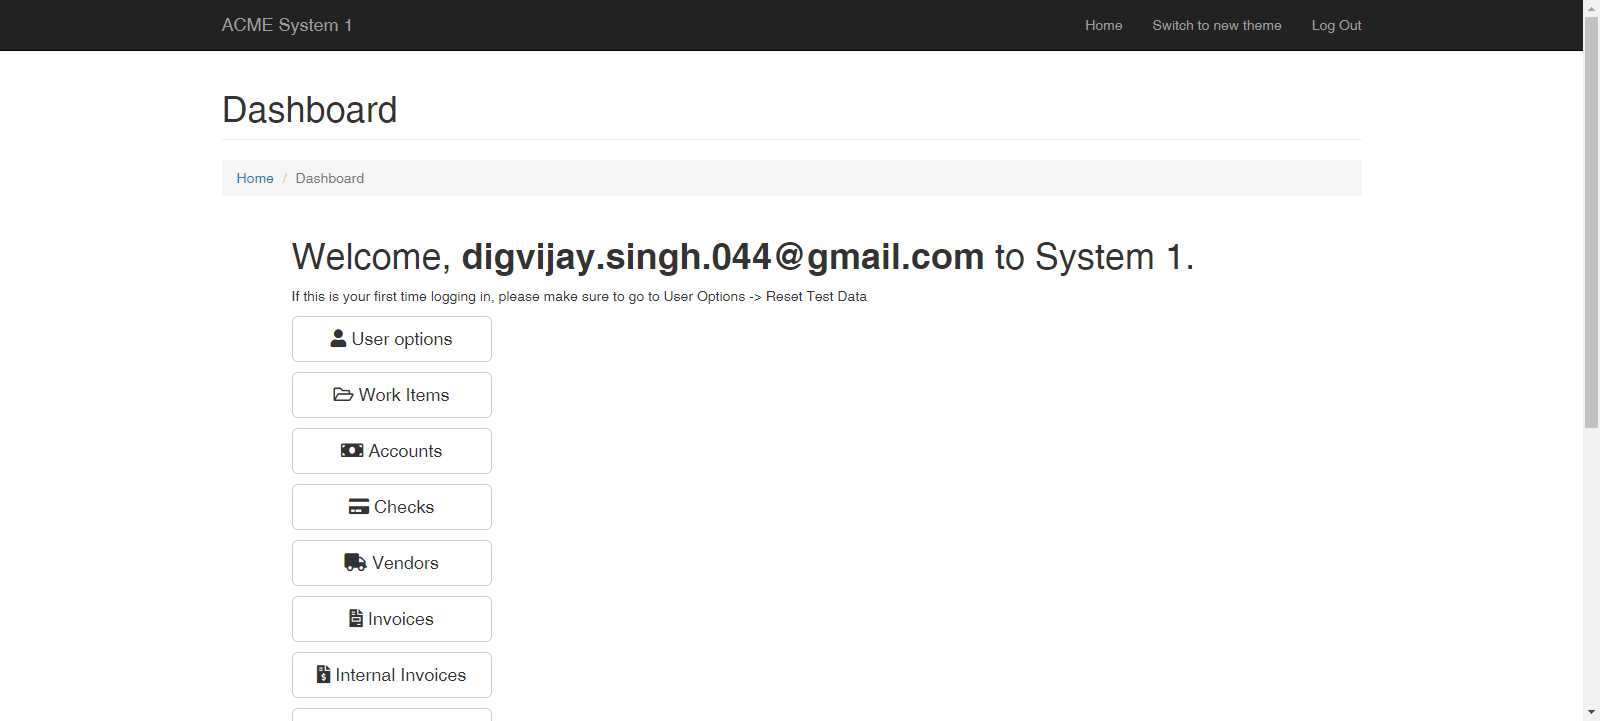 ACME System 1 Home Switch to new theme Log Out
Dashboard
Home / Dashboard
Welcome, digvijay.singh.044@gmail.com to System 1.
If this is your first time logging in, please make sure to go to User Options -> Reset Test Data
User options
Work Items
Accounts
Checks
Vendors
Invoices
Internal Invoices